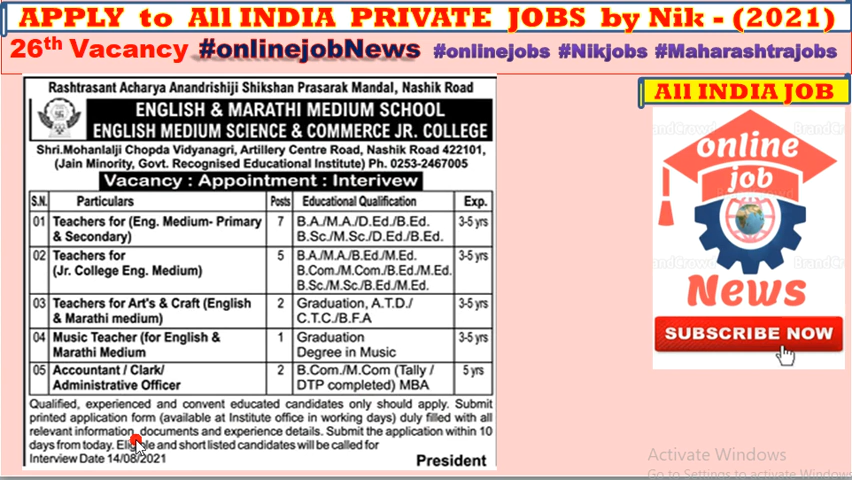 APPLY to All INDIA PRIVATE JOBS by Nik - (2021)
26th Vacancy #onlinejobNews #onlinejobs #Nikjobs #Maharashtrajobs
Rashtrasant Acharya Anandrishiji Shikshan Prasarak Mandal, Nashik Road
ENGLISH & MARATHI MEDIUM SCHOOL
ENGLISH MEDIUM SCIENCE & COMMERCE JR. COLLEGE
Shri.Mohanlalji Chopda Vidyanagri, Artillery Centre Road, Nashik Road 422101,
(Jain Minority, Govt. Recognised Educational Institute) Ph. 0253-2467005
Vacancy : Appointment : Interivew
S.N. Particulars Posts Educational Qualification Exp.
01 Teachers for (Eng. Medium- Primary 7 B.A./M.A./D.Ed./B.Ed. 3-5 yrs
& Secondary) B.Sc./M.Sc./D.Ed./B.Ed.
02 Teachers for 5 B.A./M.A./B.Ed./M.Ed. 3-5 yrs
(Jr. College Eng. Medium) B.Com./M.Com./B.Ed./M.Ed.
B.Sc./M.Sc./B.Ed/M.Ed.
03 Teachers for Art's & Craft (English 2 Graduation, A.T.D./ 3-5 yrs
& Marathi medium) C.T.C./B.F.A
04 Music Teacher (for English & 1 Graduation 3-5 yrs
Marathi Medium Degree in Music
05 Accountant / Clark/ 2 B.Com./M.Com (Tally / 5 yrs
Administrative Officer DTP completed) MBA
Qualified, experienced and convent educated candidates only should apply. Submit
printed application form (available at Institute office in working days) duly filled with all
relevant information, documents and experience details. Submit the application within 10
days from today. Eligible and short listed candidates will be called for
Interview Date 14/08/2021
President
All INDIA JOB
online
job
News
SUBSCRIBE NOW
Activate Windows
Go to Settings to activate Windows